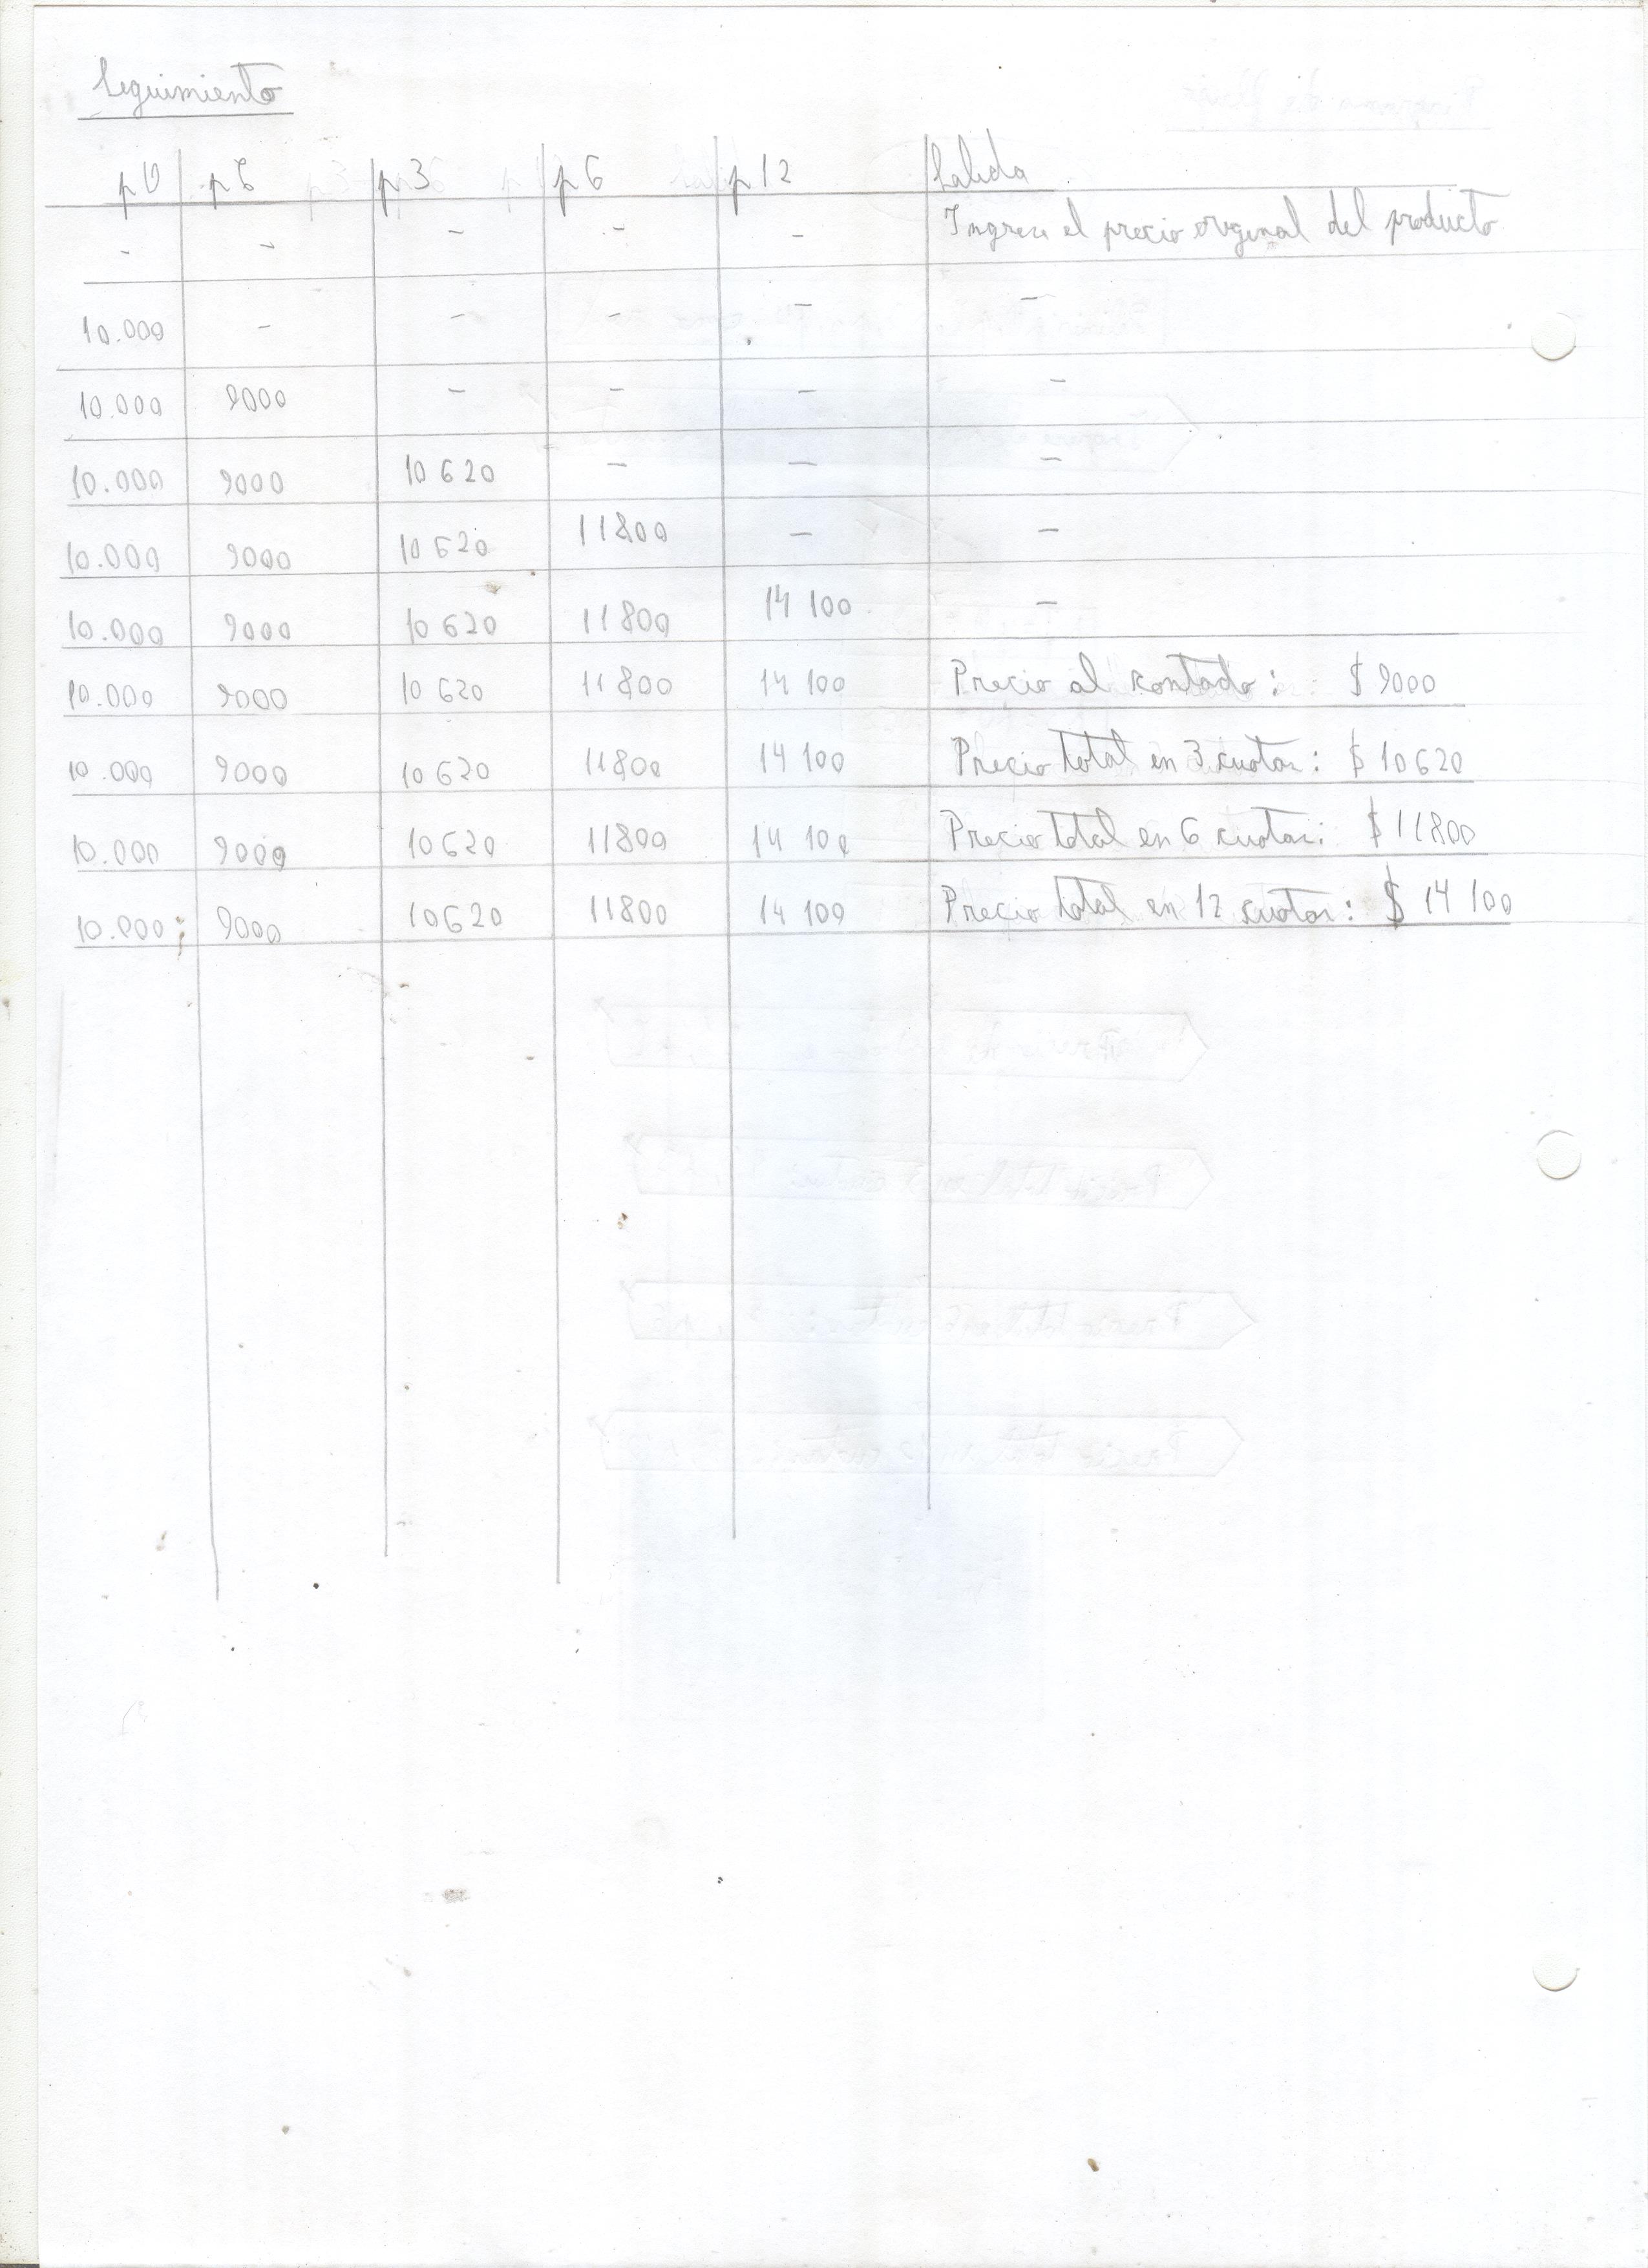 Seguimiento
p0 pC p3 p6 p12 Salida
- - - - - Ingrese el precio original del producto
10.000 - - - - -
10.000 9000 - - - -
10.000 9000 10620 - - -
10.000 9000 10620 11800 - -
10.000 9000 10620 11800 14100 -
10.000 9000 10620 11800 14100 Precio al contado: $9000
10.000 9000 10620 11800 14100 Precio total en 3 cuotas: $10620
10.000 9000 10620 11800 14100 Precio total en 6 cuotas: $11800
10.000 9000 10620 11800 14100 Precio total en 12 cuotas: $14100